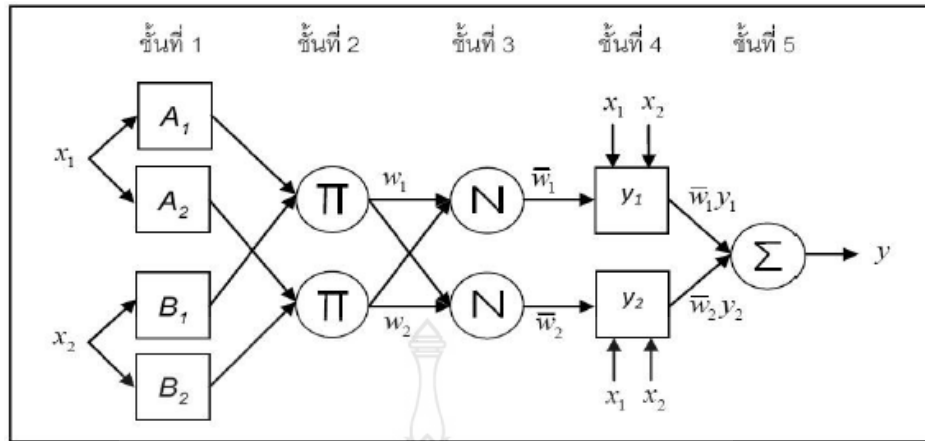 ชั้นที่ 1 ชั้นที่ 2 ชั้นที่ 3 ชั้นที่ 4 ชั้นที่ 5
x₁ x₂
A₁
x₁
A₂
Π w₁ N w̅₁ y₁ w̅₁y₁
Σ y
B₁
x₂
B₂
Π w₂ N w̅₂ y₂ w̅₂y₂
x₁ x₂